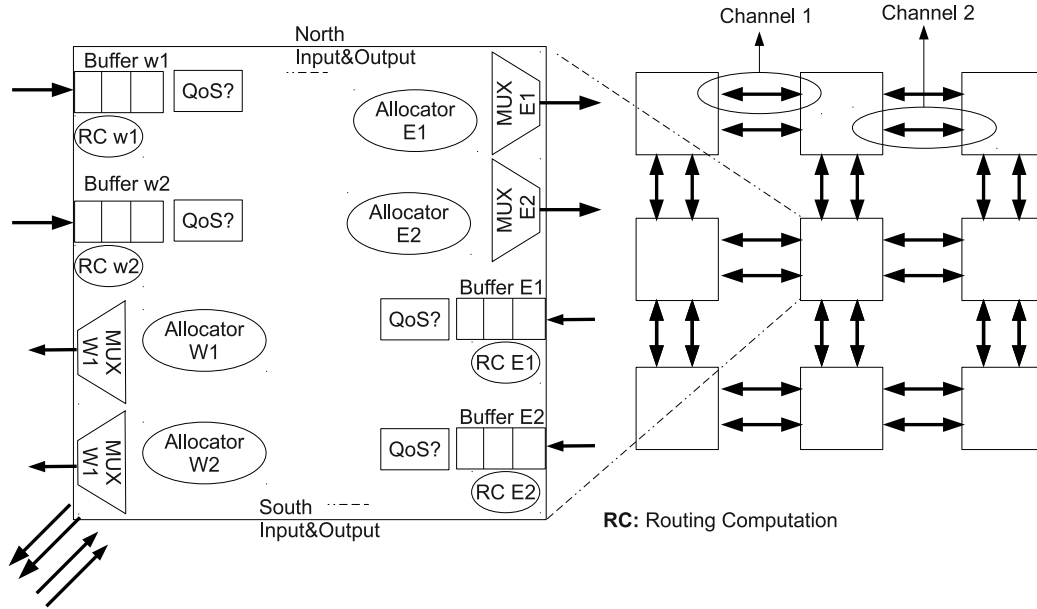 Channel 1
Channel 2
North
Input&Output
Buffer w1
QoS?
RC w1
Allocator
E1
MUX
E1
Buffer w2
QoS?
RC w2
Allocator
E2
MUX
E2
Buffer E1
QoS?
RC E1
MUX
W1
Allocator
W1
Buffer E2
QoS?
RC E2
MUX
W1
Allocator
W2
South
Input&Output
RC: Routing Computation